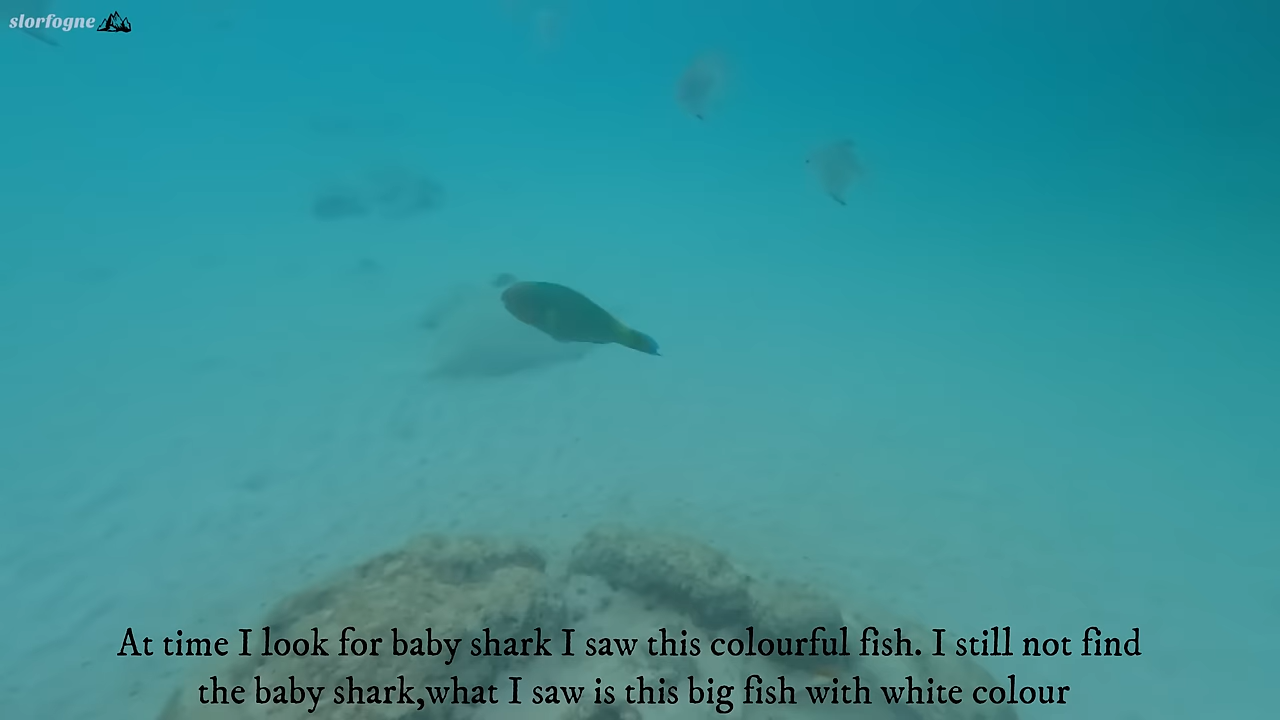 slorfogne
At time I look for baby shark I saw this colourful fish. I still not find
the baby shark,what I saw is this big fish with white colour